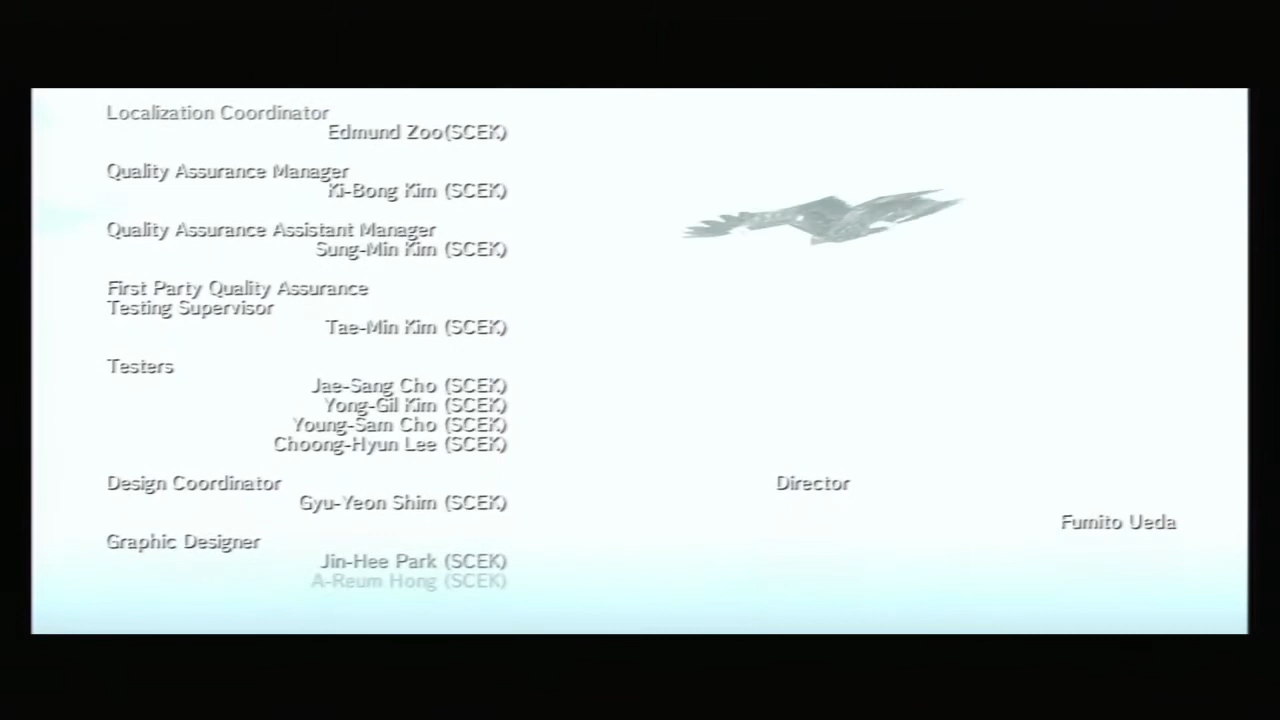 Localization Coordinator
Edmund Zoo(SCEK)
Quality Assurance Manager
Ki-Bong Kim (SCEK)
Quality Assurance Assistant Manager
Sung-Min Kim (SCEK)
First Party Quality Assurance
Testing Supervisor
Tae-Min Kim (SCEK)
Testers
Jae-Sang Cho (SCEK)
Yong-Gil Kim (SCEK)
Young-Sam Cho (SCEK)
Choong-Hyun Lee (SCEK)
Design Coordinator
Gyu-Yeon Shim (SCEK)
Graphic Designer
Jin-Hee Park (SCEK)
A-Reum Hong (SCEK)
Director
Fumito Ueda